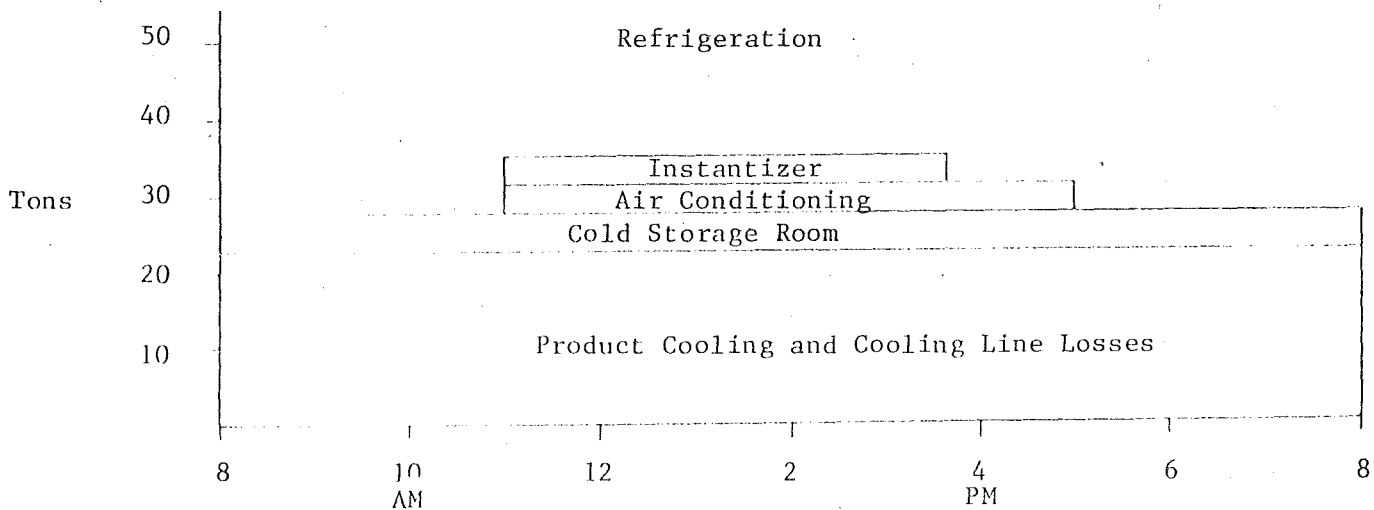 50
Refrigeration
40
Instantizer
Tons
30
Air Conditioning
Cold Storage Room
20
Product Cooling and Cooling Line Losses
10
8 10 12 2 4 6 8
AM PM